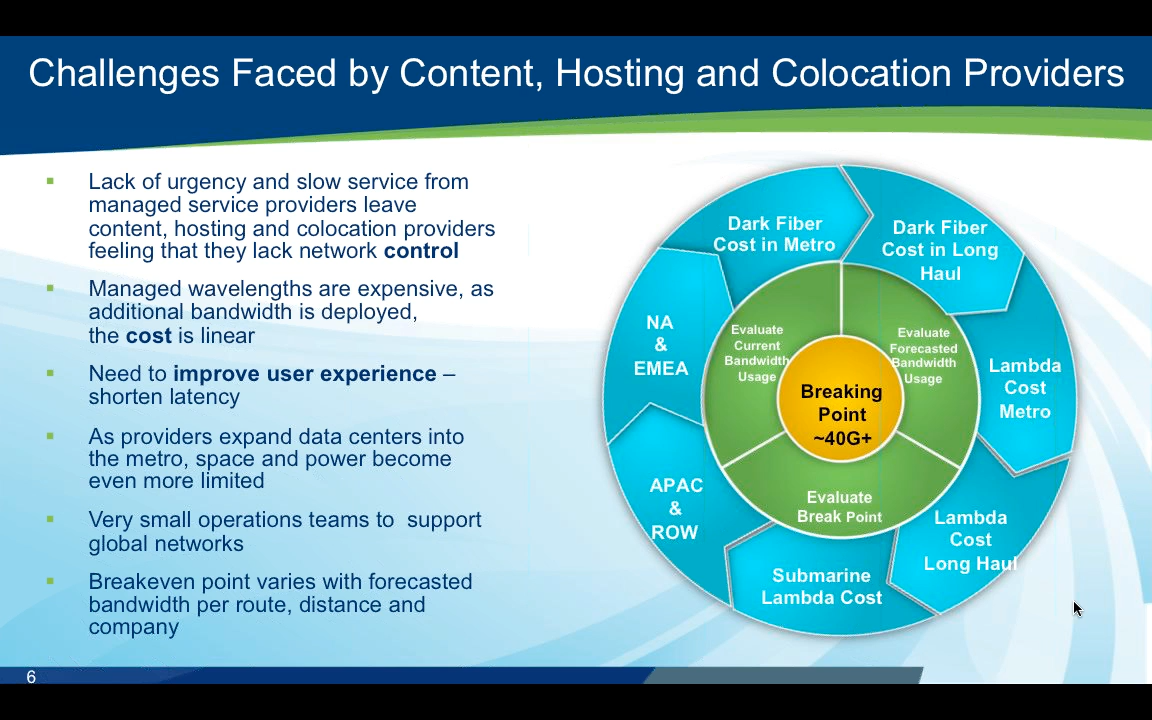 Challenges Faced by Content, Hosting and Colocation Providers
Lack of urgency and slow service from
managed service providers leave
content, hosting and colocation providers
feeling that they lack network control
Managed wavelengths are expensive, as
additional bandwidth is deployed,
the cost is linear
Need to improve user experience –
shorten latency
As providers expand data centers into
the metro, space and power become
even more limited
Very small operations teams to  support
global networks
Breakeven point varies with forecasted
bandwidth per route, distance and
company
Dark Fiber
Cost in Metro
Dark Fiber
Cost in Long
Haul
Lambda
Cost
Metro
Lambda
Cost
Long Haul
Submarine
Lambda Cost
APAC
&
ROW
NA
&
EMEA
Evaluate
Current
Bandwidth
Usage
Evaluate
Forecasted
Bandwidth
Usage
Evaluate
Break Point
Breaking
Point
~40G+
6